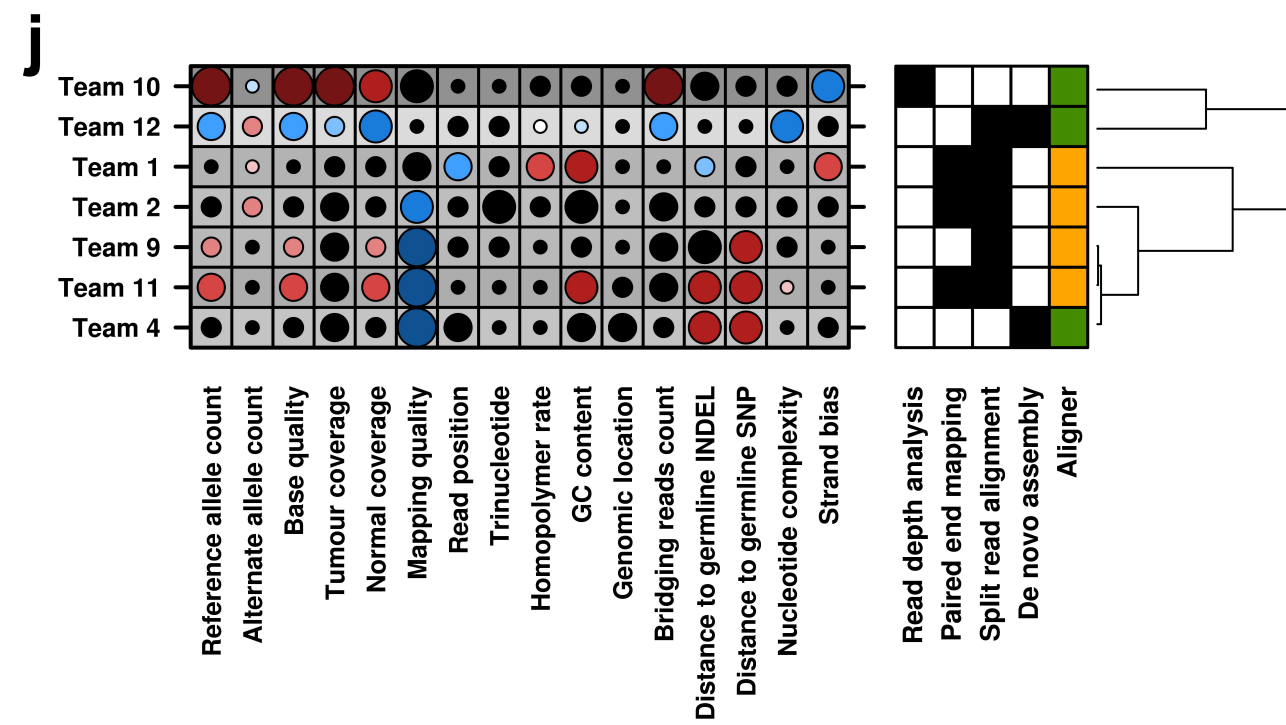 j
Team 10
Team 12
Team 1
Team 2
Team 9
Team 11
Team 4
Reference allele count
Alternate allele count
Base quality
Tumour coverage
Normal coverage
Mapping quality
Read position
Trinucleotide
Homopolymer rate
GC content
Genomic location
Bridging reads count
Distance to germline INDEL
Distance to germline SNP
Nucleotide complexity
Strand bias
Read depth analysis
Paired end mapping
Split read alignment
De novo assembly
Aligner